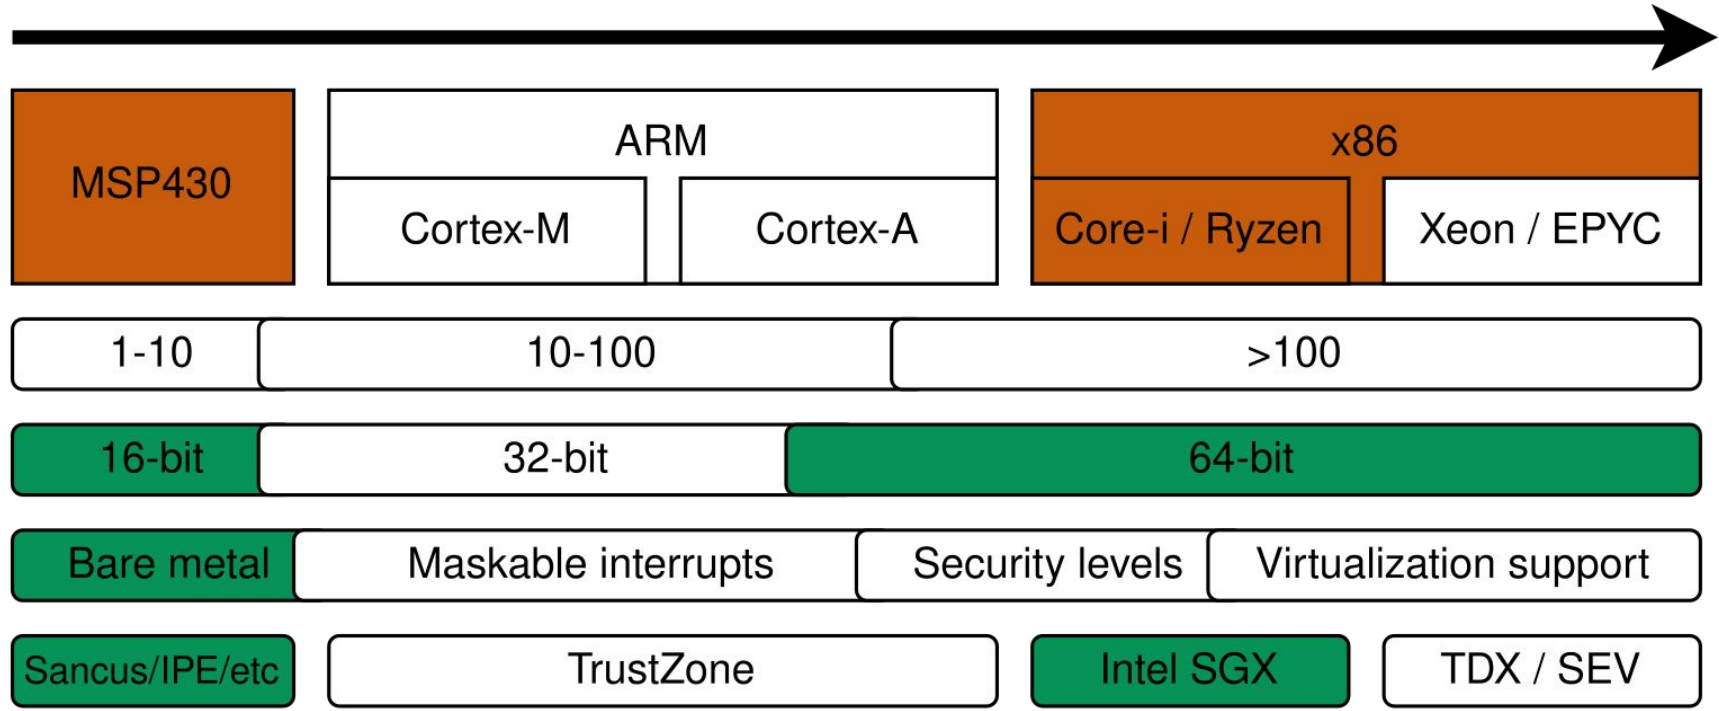 MSP430
ARM
x86
Cortex-M
Cortex-A
Core-i / Ryzen
Xeon / EPYC
1-10
10-100
>100
16-bit
32-bit
64-bit
Bare metal
Maskable interrupts
Security levels
Virtualization support
Sancus/IPE/etc
TrustZone
Intel SGX
TDX / SEV